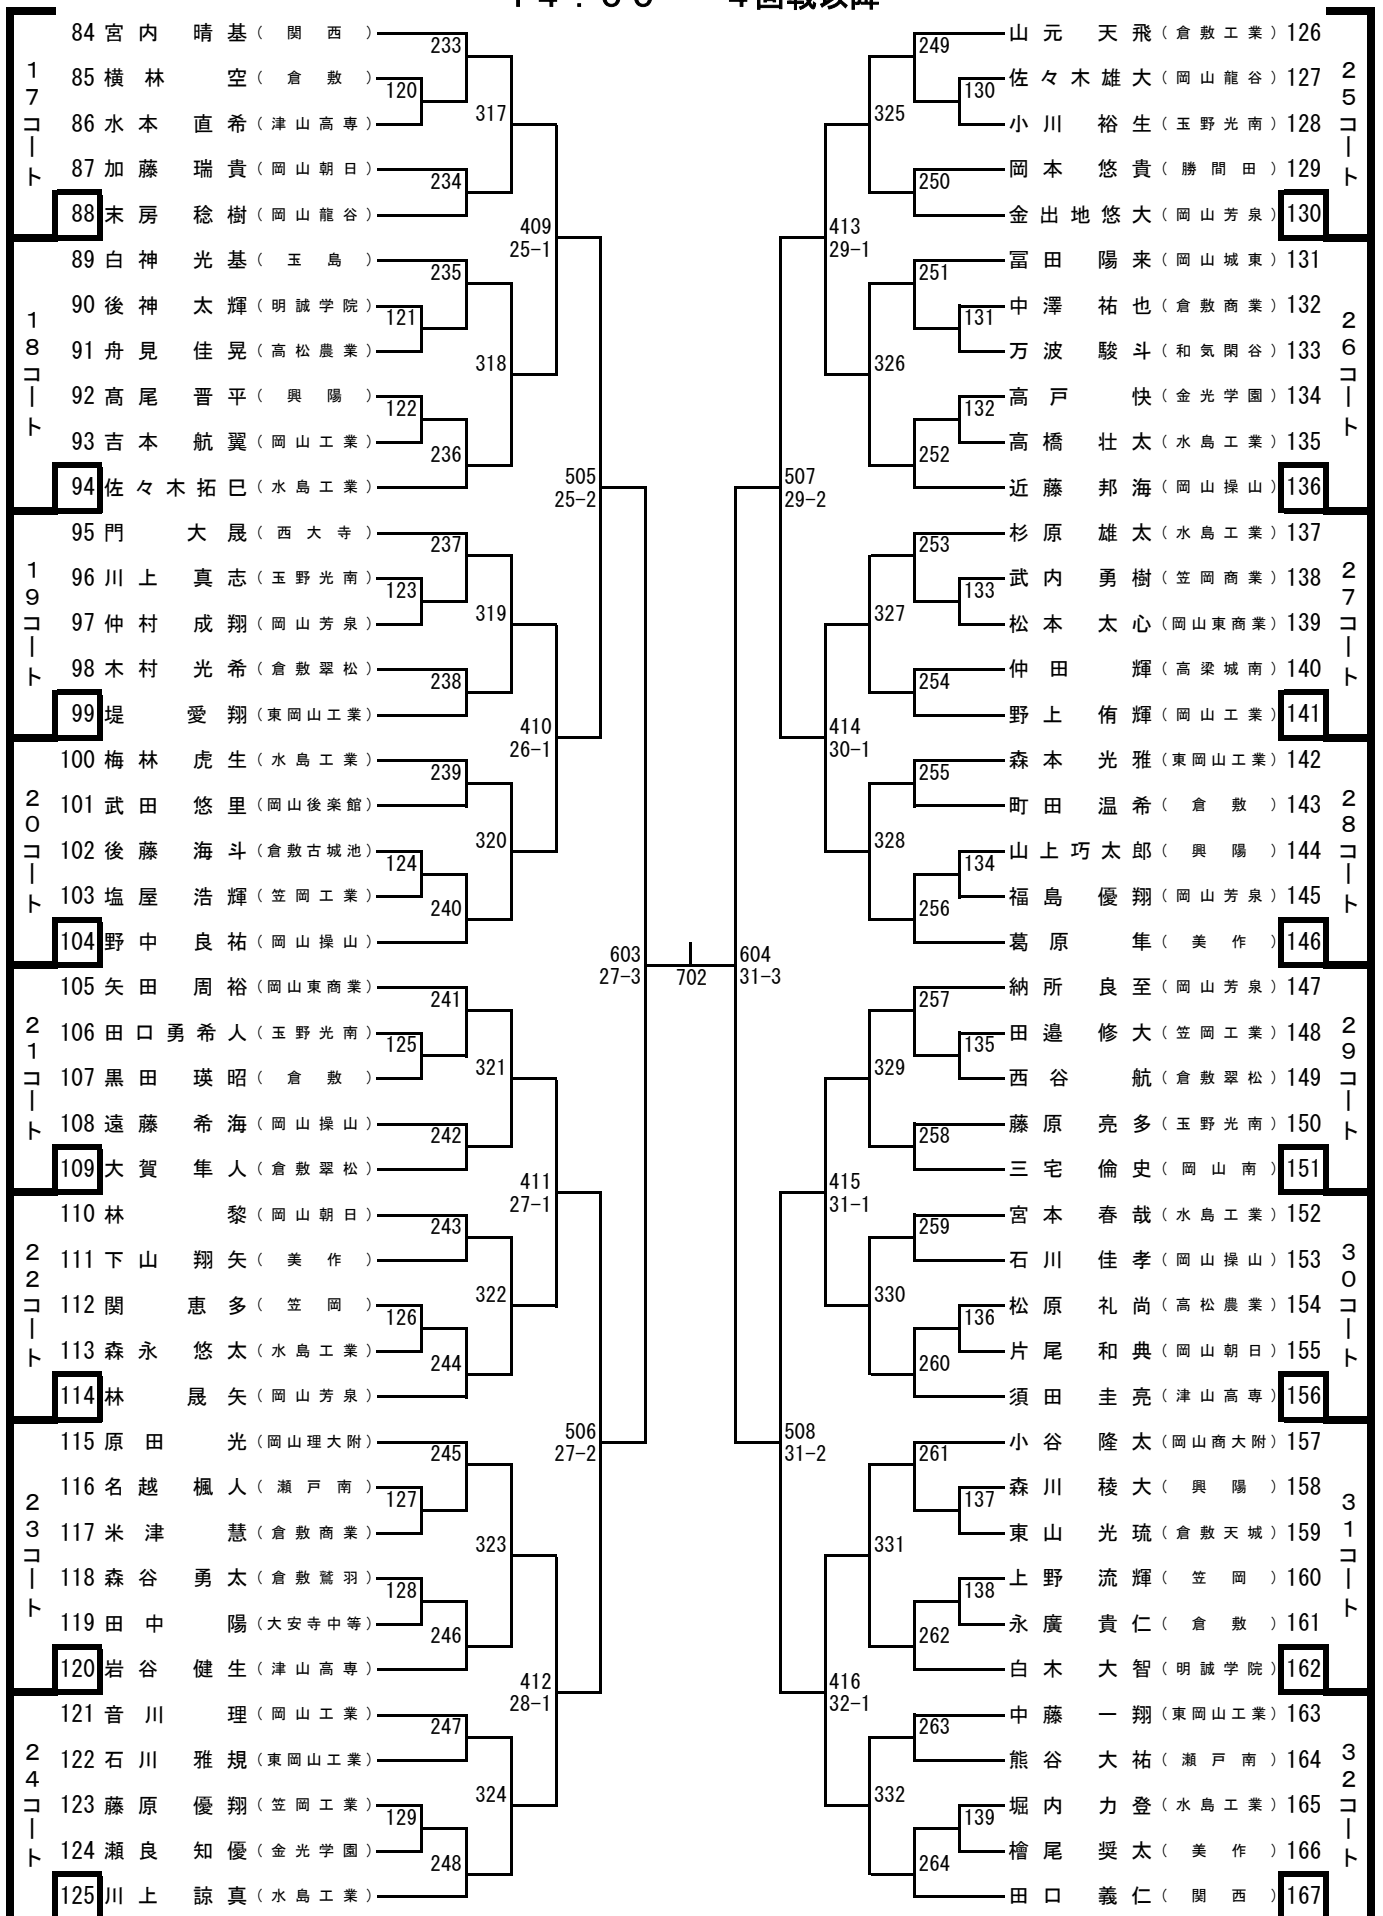 84 宮内 晴基（関西）
233
85 横林 空（倉敷）
120
86 水本 直希（津山高専）
317
87 加藤 瑞貴（岡山朝日）
234
88 末房 稔樹（岡山龍谷）
17コート
409
25-1
89 白神 光基（玉島）
235
90 後神 太輝（明誠学院）
121
91 舟見 佳晃（高松農業）
318
92 髙尾 晋平（興陽）
122
93 吉本 航翼（岡山工業）
236
94 佐々木拓巳（水島工業）
18コート
505
25-2
95 門 大晟（西大寺）
237
96 川上 真志（玉野光南）
123
97 仲村 成翔（岡山芳泉）
319
98 木村 光希（倉敷翠松）
238
99 堤 愛翔（東岡山工業）
19コート
410
26-1
100 梅林 虎生（水島工業）
239
101 武田 悠里（岡山後楽館）
320
102 後藤 海斗（倉敷古城池）
124
103 塩屋 浩輝（笠岡工業）
240
104 野中 良祐（岡山操山）
20コート
603
27-3
105 矢田 周裕（岡山東商業）
241
106 田口勇希人（玉野光南）
125
107 黒田 瑛昭（倉敷）
321
108 遠藤 希海（岡山操山）
242
109 大賀 隼人（倉敷翠松）
21コート
411
27-1
110 林 黎（岡山朝日）
243
111 下山 翔矢（美作）
322
112 関 恵多（笠岡）
126
113 森永 悠太（水島工業）
244
114 林 晟矢（岡山芳泉）
22コート
506
27-2
115 原田 光（岡山理大附）
245
116 名越 楓人（瀬戸南）
127
117 米津 慧（倉敷商業）
323
118 森谷 勇太（倉敷鷲羽）
128
119 田中 陽（大安寺中等）
246
120 岩谷 健生（津山高専）
23コート
412
28-1
121 音川 理（岡山工業）
247
122 石川 雅規（東岡山工業）
324
123 藤原 優翔（笠岡工業）
129
124 瀬良 知優（金光学園）
248
125 川上 諒真（水島工業）
24コート
702
249
山元 天飛（倉敷工業）126
佐々木雄大（岡山龍谷）127
130
小川 裕生（玉野光南）128
325
岡本 悠貴（勝間田）129
250
金出地悠大（岡山芳泉）130
25コート
413
29-1
冨田 陽来（岡山城東）131
251
中澤 祐也（倉敷商業）132
131
万波 駿斗（和気閑谷）133
326
高戸 快（金光学園）134
132
高橋 壮太（水島工業）135
252
近藤 邦海（岡山操山）136
26コート
507
29-2
杉原 雄太（水島工業）137
253
武内 勇樹（笠岡商業）138
133
松本 太心（岡山東商業）139
327
仲田 輝（高梁城南）140
254
野上 侑輝（岡山工業）141
27コート
414
30-1
森本 光雅（東岡山工業）142
255
町田 温希（倉敷）143
328
山上巧太郎（興陽）144
134
福島 優翔（岡山芳泉）145
256
葛原 隼（美作）146
28コート
604
31-3
納所 良至（岡山芳泉）147
257
田邉 修大（笠岡工業）148
135
西谷 航（倉敷翠松）149
329
藤原 亮多（玉野光南）150
258
三宅 倫史（岡山南）151
29コート
415
31-1
宮本 春哉（水島工業）152
259
石川 佳孝（岡山操山）153
330
松原 礼尚（高松農業）154
136
片尾 和典（岡山朝日）155
260
須田 圭亮（津山高専）156
30コート
508
31-2
小谷 隆太（岡山商大附）157
261
森川 稜大（興陽）158
137
東山 光琉（倉敷天城）159
331
上野 流輝（笠岡）160
138
永廣 貴仁（倉敷）161
262
白木 大智（明誠学院）162
31コート
416
32-1
中藤 一翔（東岡山工業）163
263
熊谷 大祐（瀬戸南）164
332
堀内 力登（水島工業）165
139
檜尾 奨太（美作）166
264
田口 義仁（関西）167
32コート